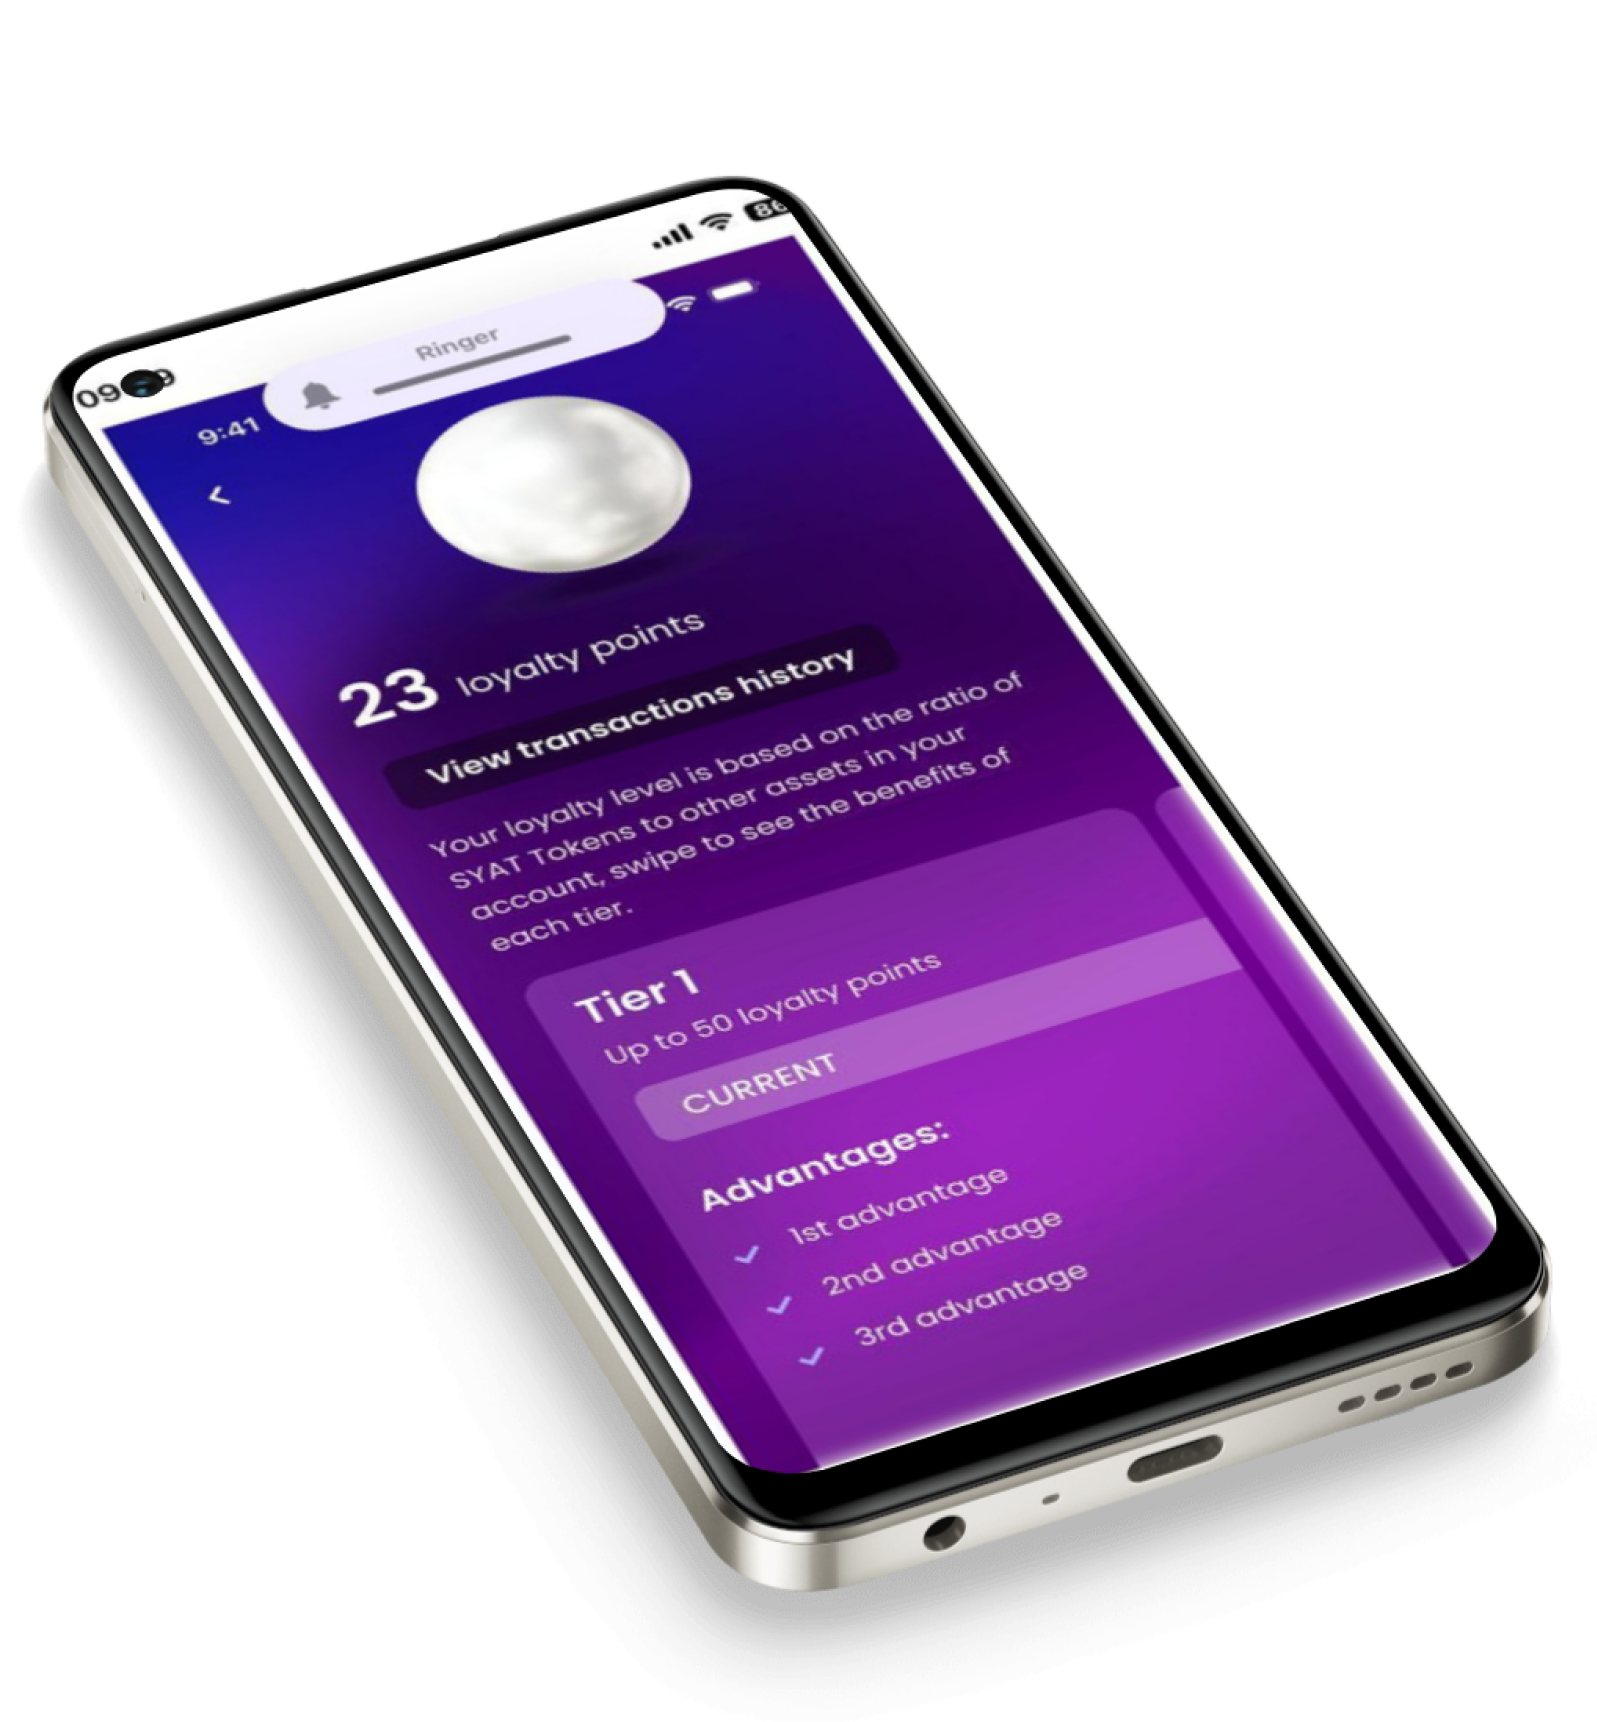 86
Ringer
9:41
23 loyalty points
View transactions history
Your loyalty level is based on the ratio of
SYAT Tokens to other assets in your
account, swipe to see the benefits of
each tier.
Tier 1
Up to 50 loyalty points
CURRENT
Advantages:
1st advantage
2nd advantage
3rd advantage